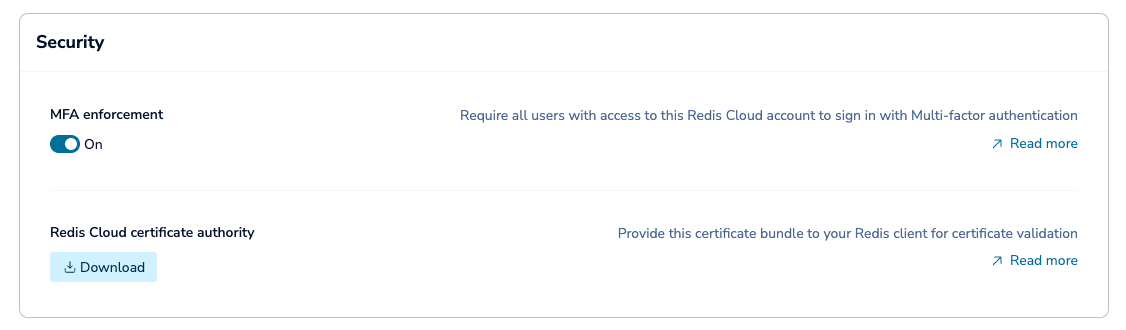 Security
MFA enforcement
Require all users with access to this Redis Cloud account to sign in with Multi-factor authentication
On
Read more
Redis Cloud certificate authority
Provide this certificate bundle to your Redis client for certificate validation
Download
Read more